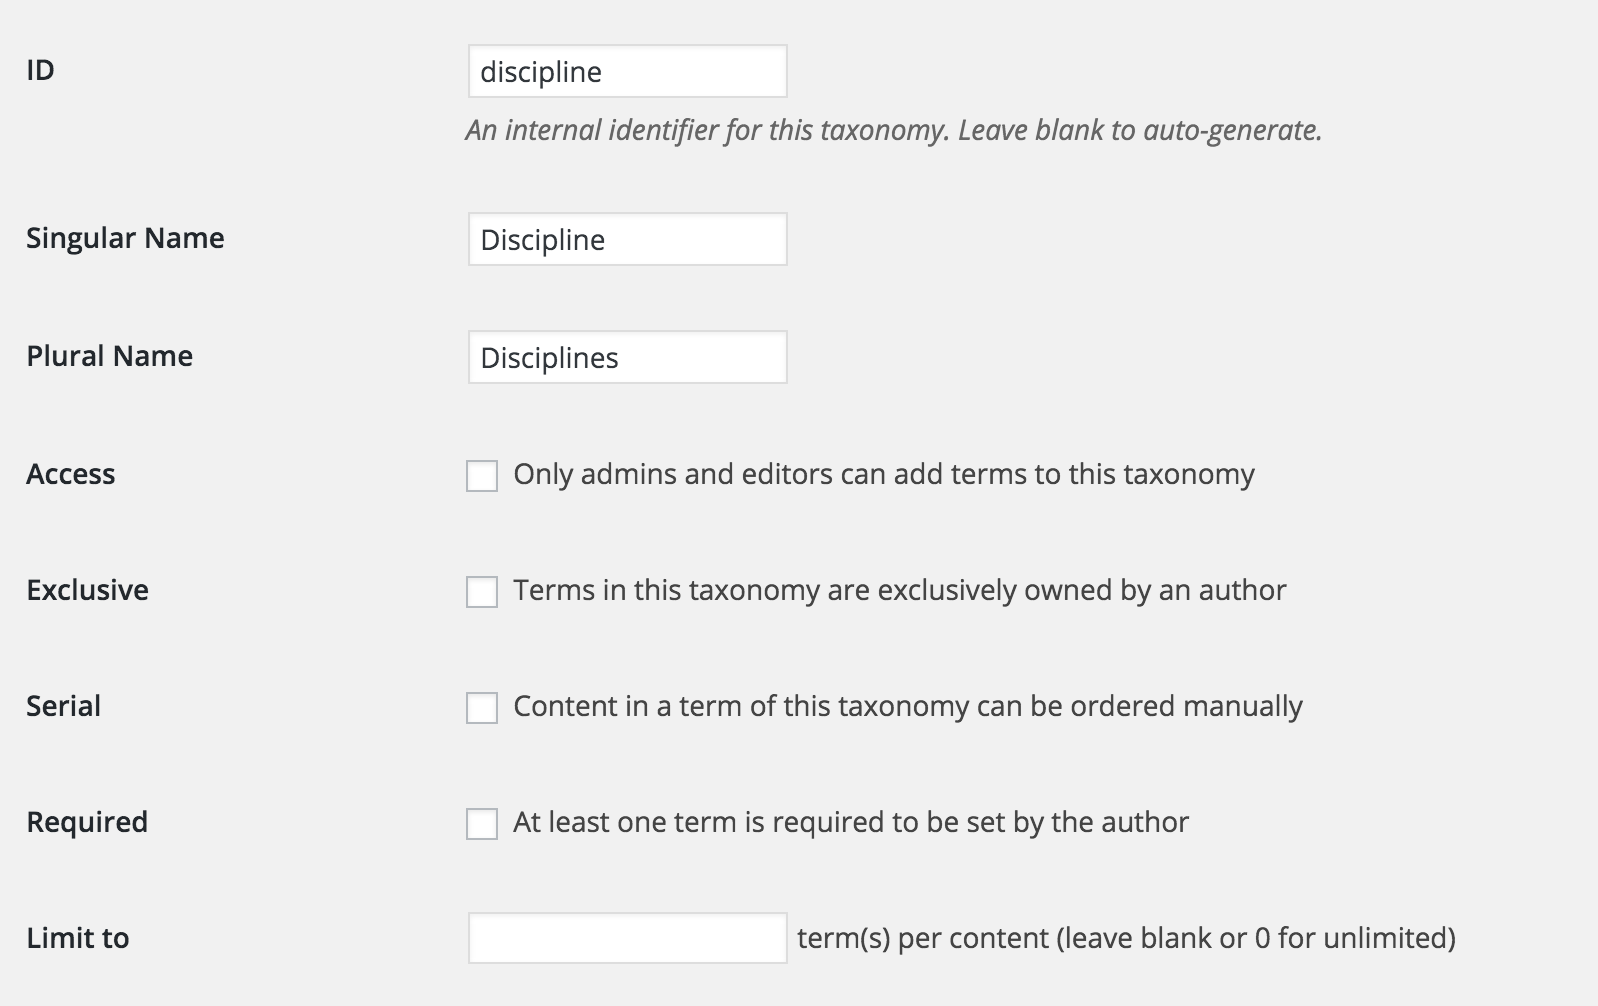 ID
discipline
An internal identifier for this taxonomy. Leave blank to auto-generate.
Singular Name
Discipline
Plural Name
Disciplines
Access
Only admins and editors can add terms to this taxonomy
Exclusive
Terms in this taxonomy are exclusively owned by an author
Serial
Content in a term of this taxonomy can be ordered manually
Required
At least one term is required to be set by the author
Limit to
term(s) per content (leave blank or 0 for unlimited)